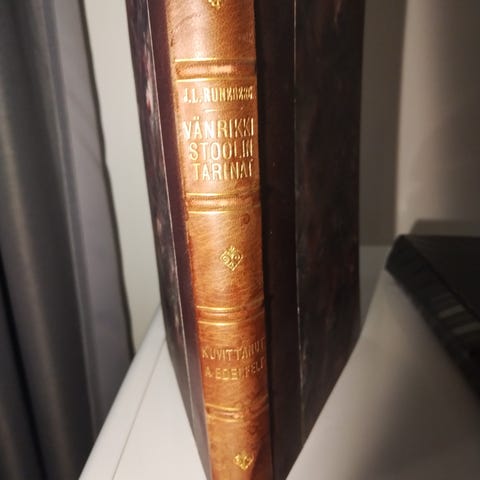 J.L.RUNEBERG
VÄNRIKKI
STOOLIN
TARINAT
KUVITTANUT
A.EDELFELT